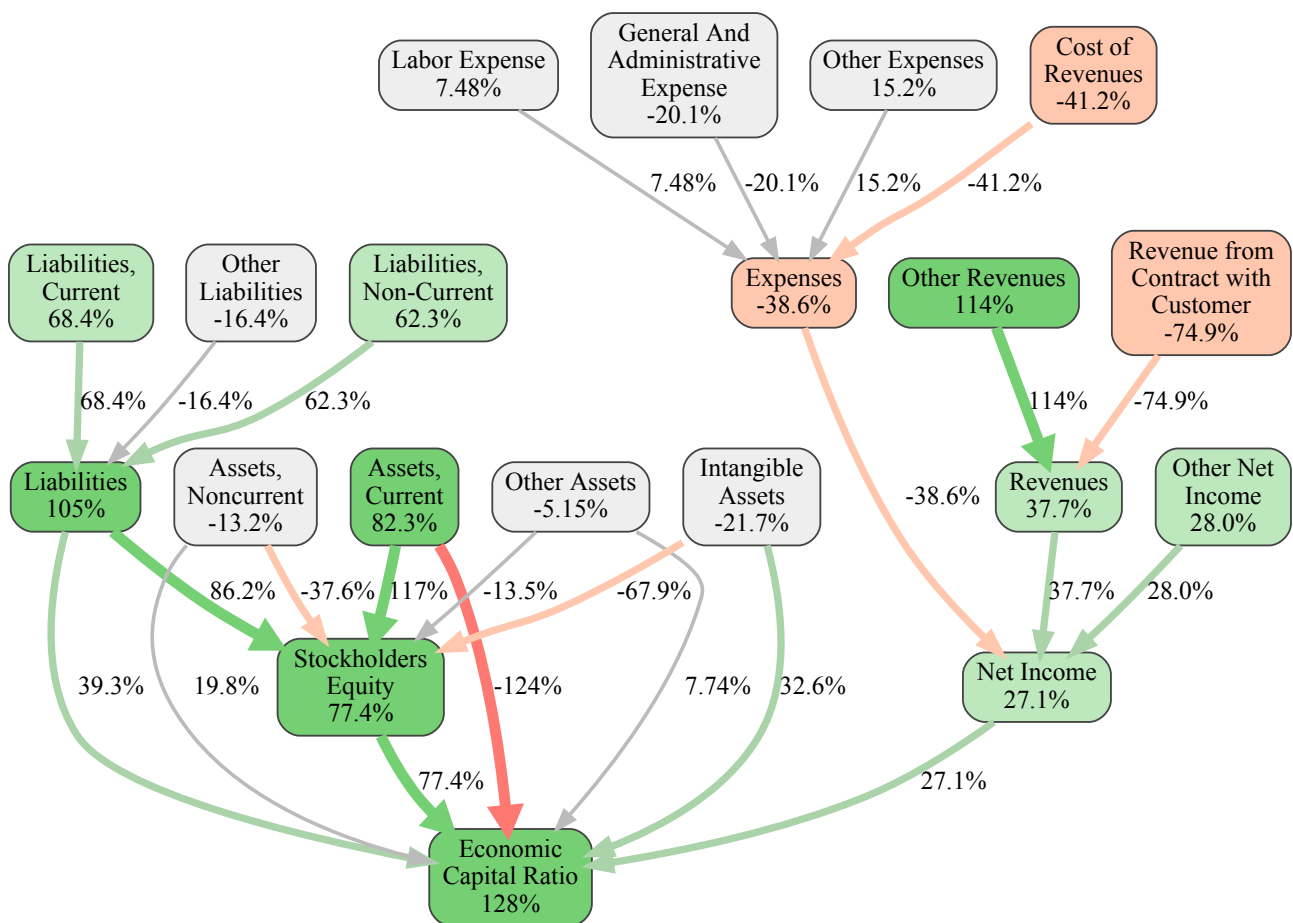 Labor Expense
7.48%
General And
Administrative
Expense
-20.1%
Other Expenses
15.2%
Cost of
Revenues
-41.2%
7.48%
-20.1%
15.2%
-41.2%
Liabilities,
Current
68.4%
Other
Liabilities
-16.4%
Liabilities,
Non-Current
62.3%
Expenses
-38.6%
Other Revenues
114%
Revenue from
Contract with
Customer
-74.9%
68.4%
-16.4%
62.3%
114%
-74.9%
Liabilities
105%
Assets,
Noncurrent
-13.2%
Assets,
Current
82.3%
Other Assets
-5.15%
Intangible
Assets
-21.7%
-38.6%
Revenues
37.7%
Other Net
Income
28.0%
86.2%
-37.6%
117%
-13.5%
-67.9%
37.7%
28.0%
Stockholders
Equity
77.4%
Net Income
27.1%
39.3%
19.8%
-124%
7.74%
32.6%
77.4%
27.1%
Economic
Capital Ratio
128%